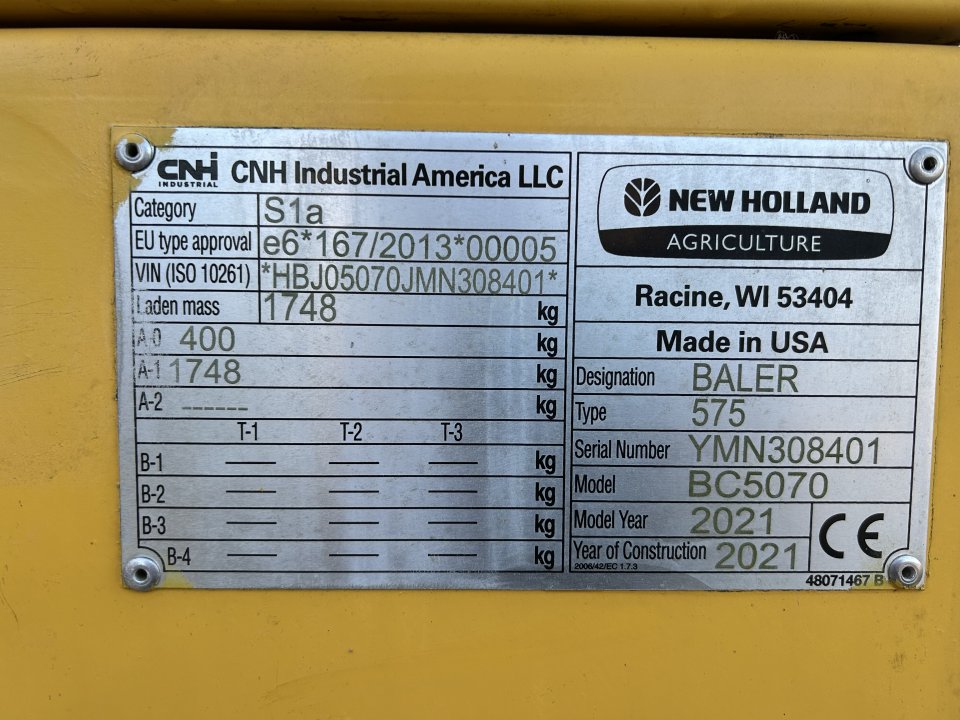 CNH INDUSTRIAL CNH Industrial America LLC
Category S1a
EU type approval e6*167/2013*00005
VIN (ISO 10261) *HBJ05070JMN308401*
Laden mass 1748 kg
A-0 400 kg
A-1 1748 kg
A-2 ------ kg
T-1 T-2 T-3
B-1 — — — kg
B-2 — — — kg
B-3 — — — kg
B-4 — — — kg
NEW HOLLAND
AGRICULTURE
Racine, WI 53404
Made in USA
Designation BALER
Type 575
Serial Number YMN308401
Model BC5070
Model Year 2021
Year of Construction 2021
2006/42/EC 1.7.3
CE
48071467 B